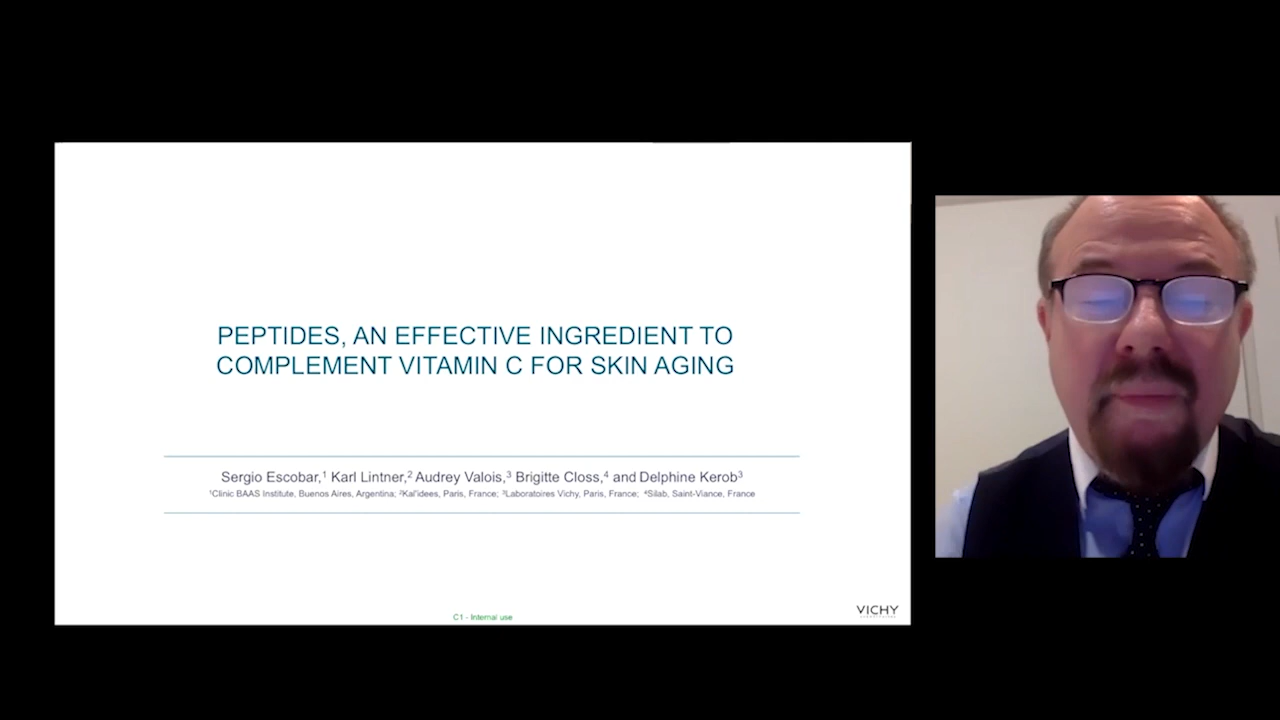 PEPTIDES, AN EFFECTIVE INGREDIENT TO
COMPLEMENT VITAMIN C FOR SKIN AGING
Sergio Escobar,¹ Karl Lintner,² Audrey Valois,³ Brigitte Closs,⁴ and Delphine Kerob³
¹Clinic BAAS Institute, Buenos Aires, Argentina; ²Kal'idees, Paris, France; ³Laboratoires Vichy, Paris, France; ⁴Silab, Saint-Viance, France
C1 - Internal use
VICHY